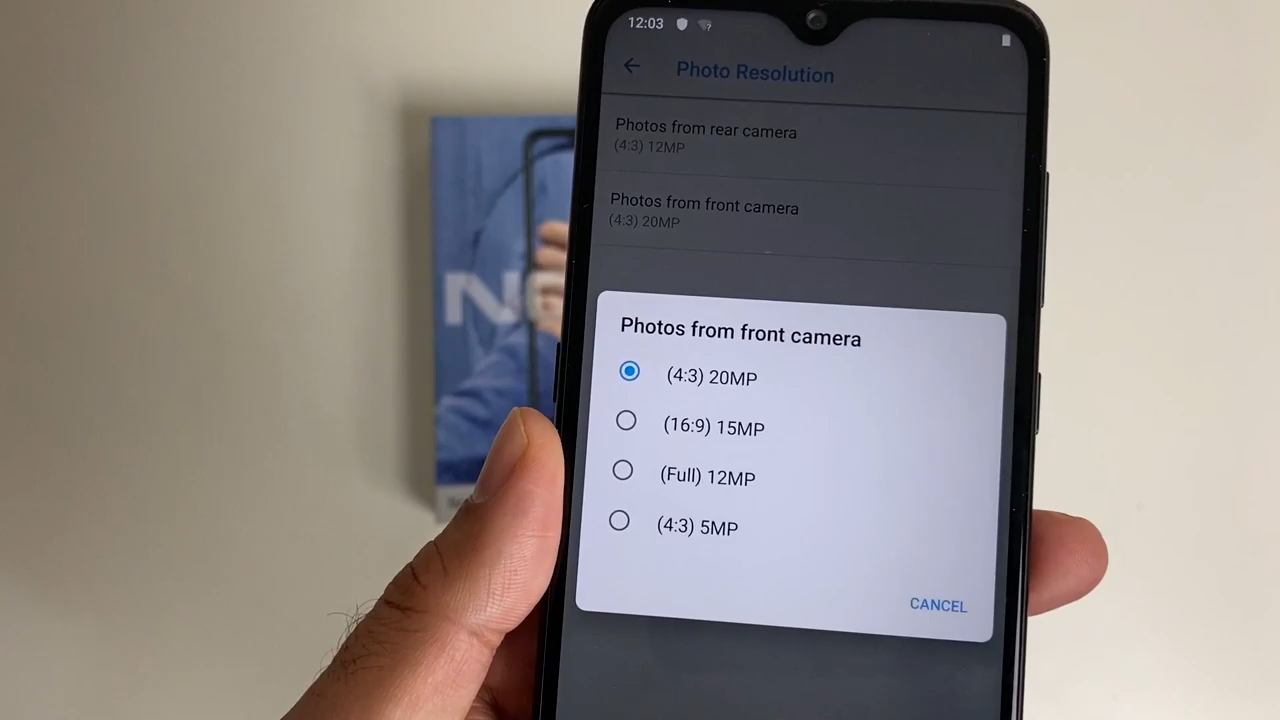 12:03
Photo Resolution
Photos from rear camera
(4:3) 12MP
Photos from front camera
(4:3) 20MP
Photos from front camera
(4:3) 20MP
(16:9) 15MP
(Full) 12MP
(4:3) 5MP
CANCEL